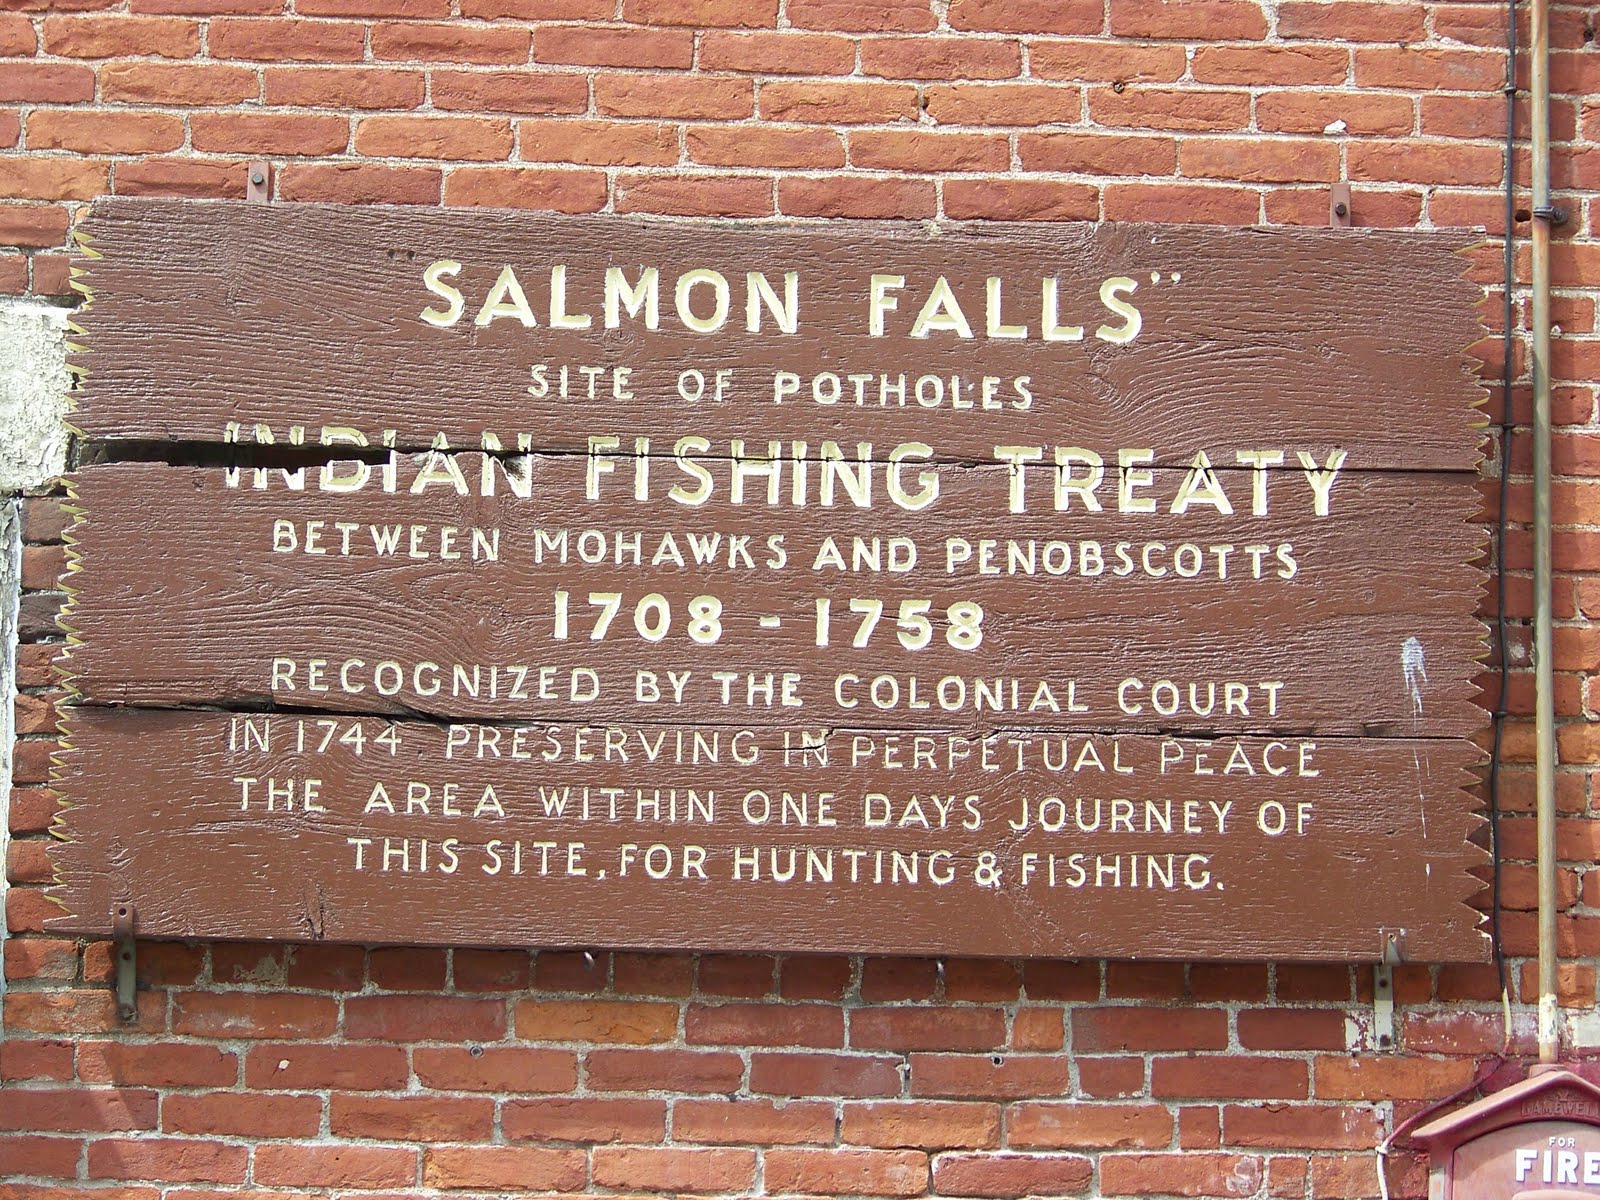 "SALMON FALLS"
SITE OF POTHOLES
INDIAN FISHING TREATY
BETWEEN MOHAWKS AND PENOBSCOTTS
1708 - 1758
RECOGNIZED BY THE COLONIAL COURT
IN 1744, PRESERVING IN PERPETUAL PEACE
THE AREA WITHIN ONE DAYS JOURNEY OF
THIS SITE, FOR HUNTING & FISHING.
GAMEWELL
FOR
FIRE